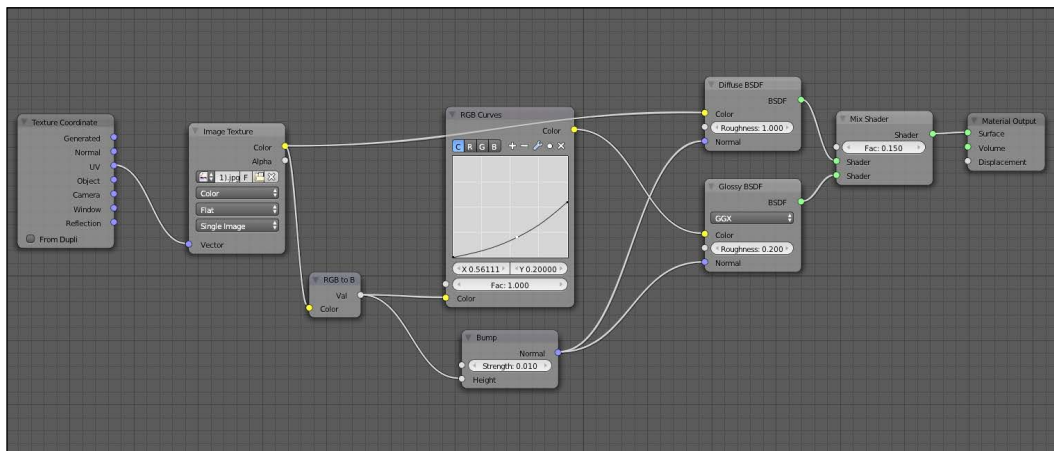 Texture Coordinate
Generated
Normal
UV
Object
Camera
Window
Reflection
From Dupli
Image Texture
Color
Alpha
1).jpg F
Color
Flat
Single Image
Vector
RGB to B
Val
Color
RGB Curves
Color
C R G B
X 0.56111 Y 0.20000
Fac: 1.000
Color
Bump
Normal
Strength: 0.010
Height
Diffuse BSDF
BSDF
Color
Roughness: 1.000
Normal
Glossy BSDF
BSDF
GGX
Color
Roughness: 0.200
Normal
Mix Shader
Shader
Fac: 0.150
Shader
Shader
Material Output
Surface
Volume
Displacement